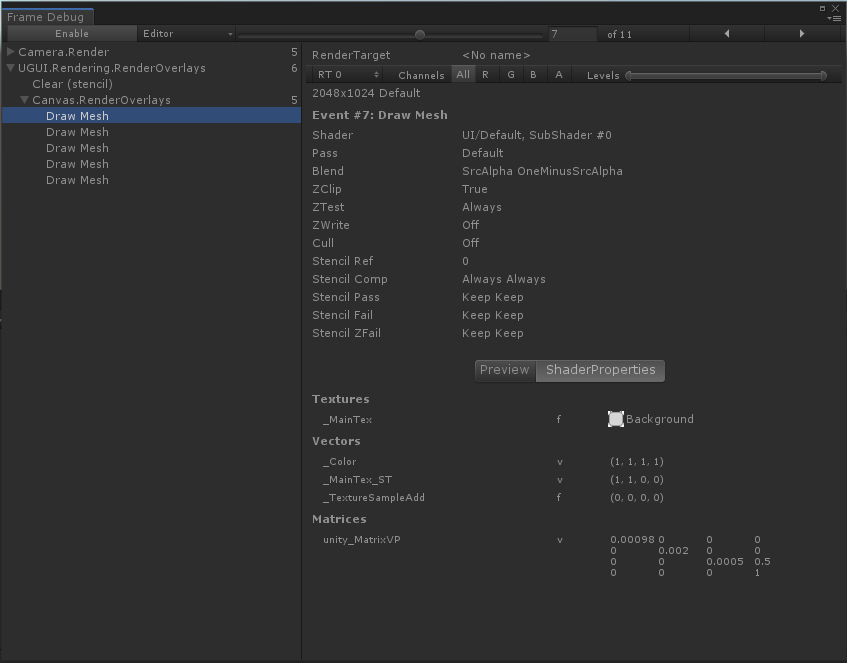 Frame Debug
Enable Editor 7 of 11
Camera.Render 5
UGUI.Rendering.RenderOverlays 6
Clear (stencil)
Canvas.RenderOverlays 5
Draw Mesh
Draw Mesh
Draw Mesh
Draw Mesh
Draw Mesh
RenderTarget <No name>
RT 0 Channels All R G B A Levels
2048x1024 Default
Event #7: Draw Mesh
Shader UI/Default, SubShader #0
Pass Default
Blend SrcAlpha OneMinusSrcAlpha
ZClip True
ZTest Always
ZWrite Off
Cull Off
Stencil Ref 0
Stencil Comp Always Always
Stencil Pass Keep Keep
Stencil Fail Keep Keep
Stencil ZFail Keep Keep
Preview ShaderProperties
Textures
_MainTex f Background
Vectors
_Color v (1, 1, 1, 1)
_MainTex_ST v (1, 1, 0, 0)
_TextureSampleAdd f (0, 0, 0, 0)
Matrices
unity_MatrixVP v 0.00098 0 0 0
0 0.002 0 0
0 0 0.0005 0.5
0 0 0 1